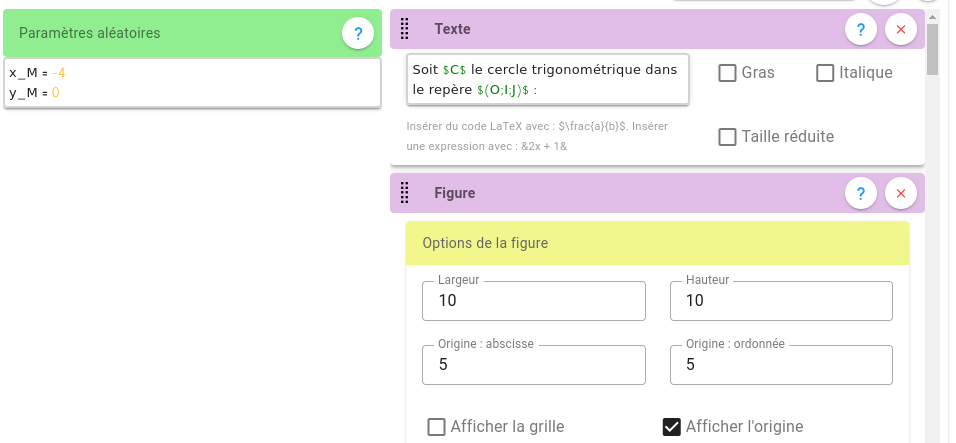 Paramètres aléatoires
?
x_M = -4
y_M = 0
Texte
?
×
Soit $C$ le cercle trigonométrique dans
le repère $(O;I;J)$ :
Gras
Italique
Insérer du code LaTeX avec : $\frac{a}{b}$. Insérer
une expression avec : &2x + 1&
Taille réduite
Figure
?
×
Options de la figure
Largeur
10
Hauteur
10
Origine : abscisse
5
Origine : ordonnée
5
Afficher la grille
Afficher l'origine